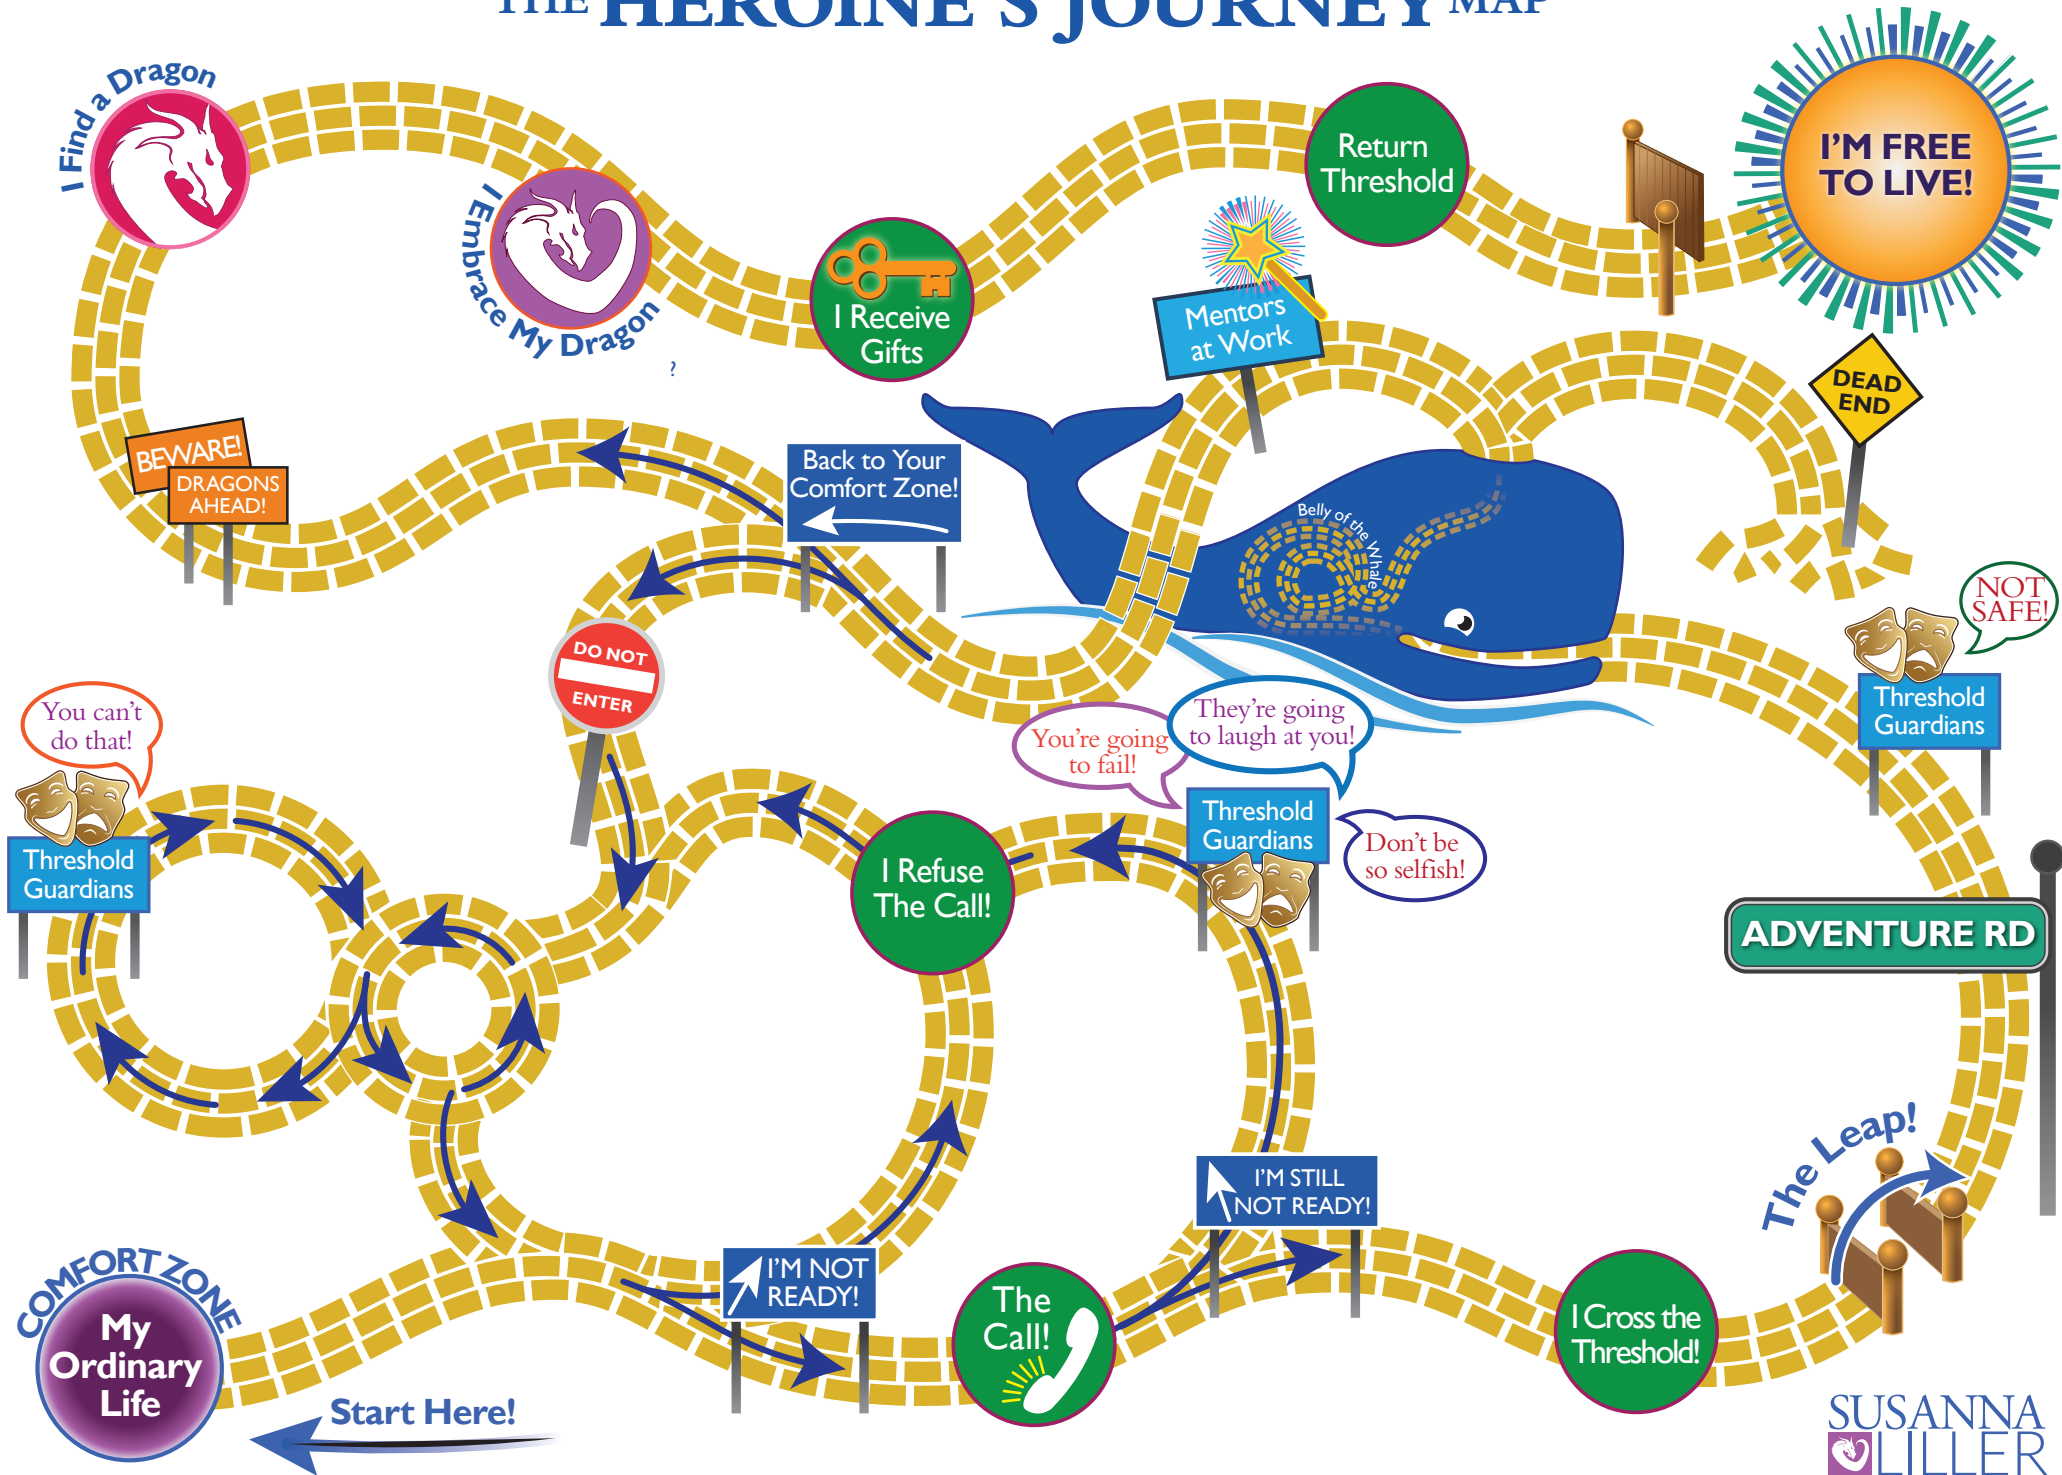 THE HEROINE'S JOURNEY MAP
I Find a Dragon
I Embrace My Dragon
?
I Receive
Gifts
Return
Threshold
I'M FREE
TO LIVE!
Mentors
at Work
DEAD
END
BEWARE!
DRAGONS
AHEAD!
Back to Your
Comfort Zone!
Belly of the Whale
NOT
SAFE!
Threshold
Guardians
DO NOT
ENTER
You can't
do that!
Threshold
Guardians
You're going
to fail!
They're going
to laugh at you!
Threshold
Guardians
Don't be
so selfish!
I Refuse
The Call!
ADVENTURE RD
The Leap!
I'M STILL
NOT READY!
I'M NOT
READY!
The
Call!
I Cross the
Threshold!
COMFORT ZONE
My
Ordinary
Life
Start Here!
SUSANNA
LILLER